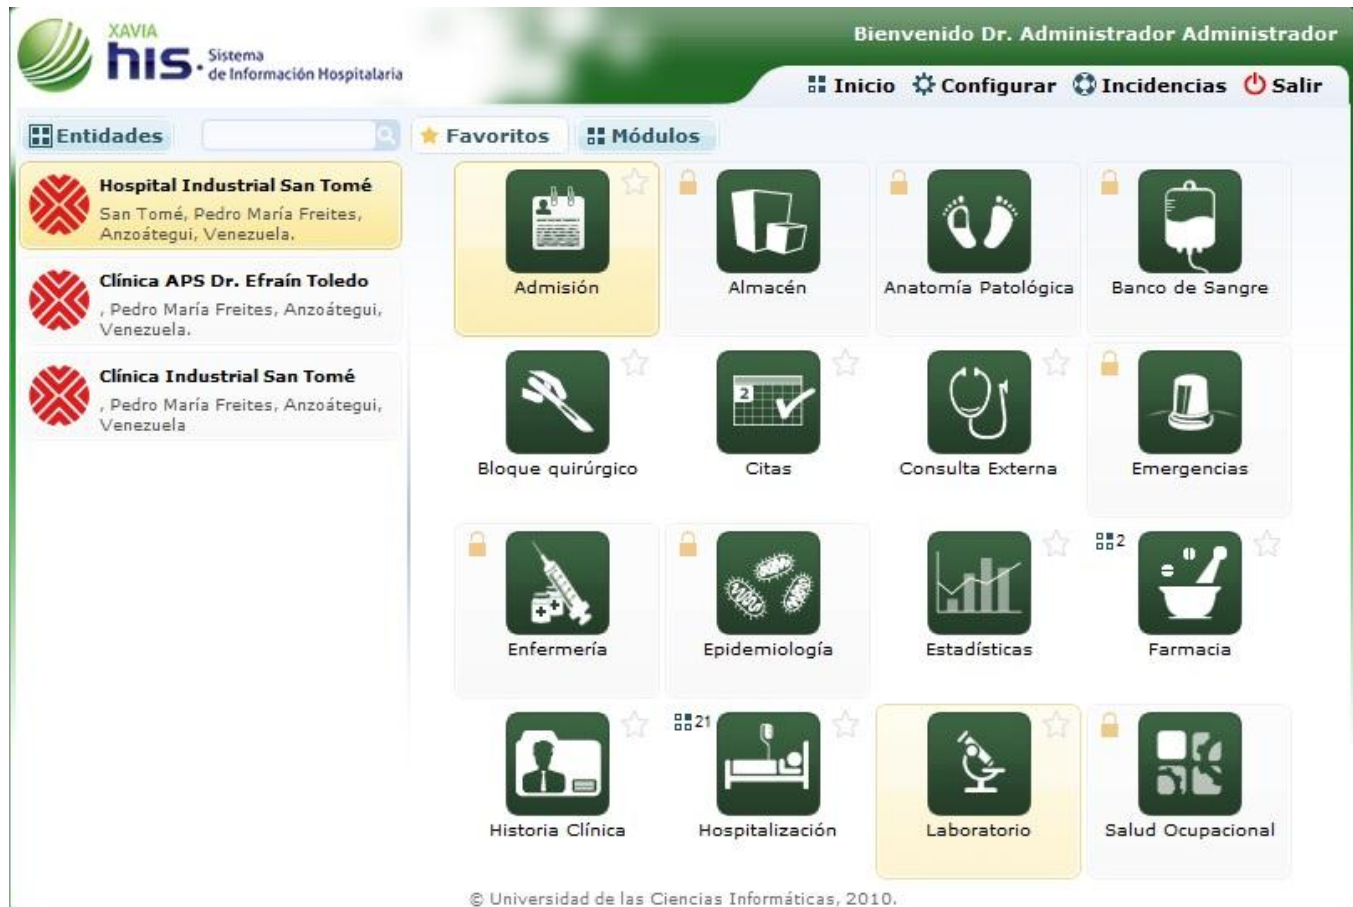 XAVIA
his. Sistema
de Información Hospitalaria
Bienvenido Dr. Administrador Administrador
Inicio Configurar Incidencias Salir
Entidades
Favoritos Módulos
Hospital Industrial San Tomé
San Tomé, Pedro María Freites,
Anzoátegui, Venezuela.
Clínica APS Dr. Efraín Toledo
, Pedro María Freites, Anzoátegui,
Venezuela.
Clínica Industrial San Tomé
, Pedro María Freites, Anzoátegui,
Venezuela
Admisión Almacén Anatomía Patológica Banco de Sangre
2
Bloque quirúrgico Citas Consulta Externa Emergencias
2
Enfermería Epidemiología Estadísticas Farmacia
21
Historia Clínica Hospitalización Laboratorio Salud Ocupacional
© Universidad de las Ciencias Informáticas, 2010.